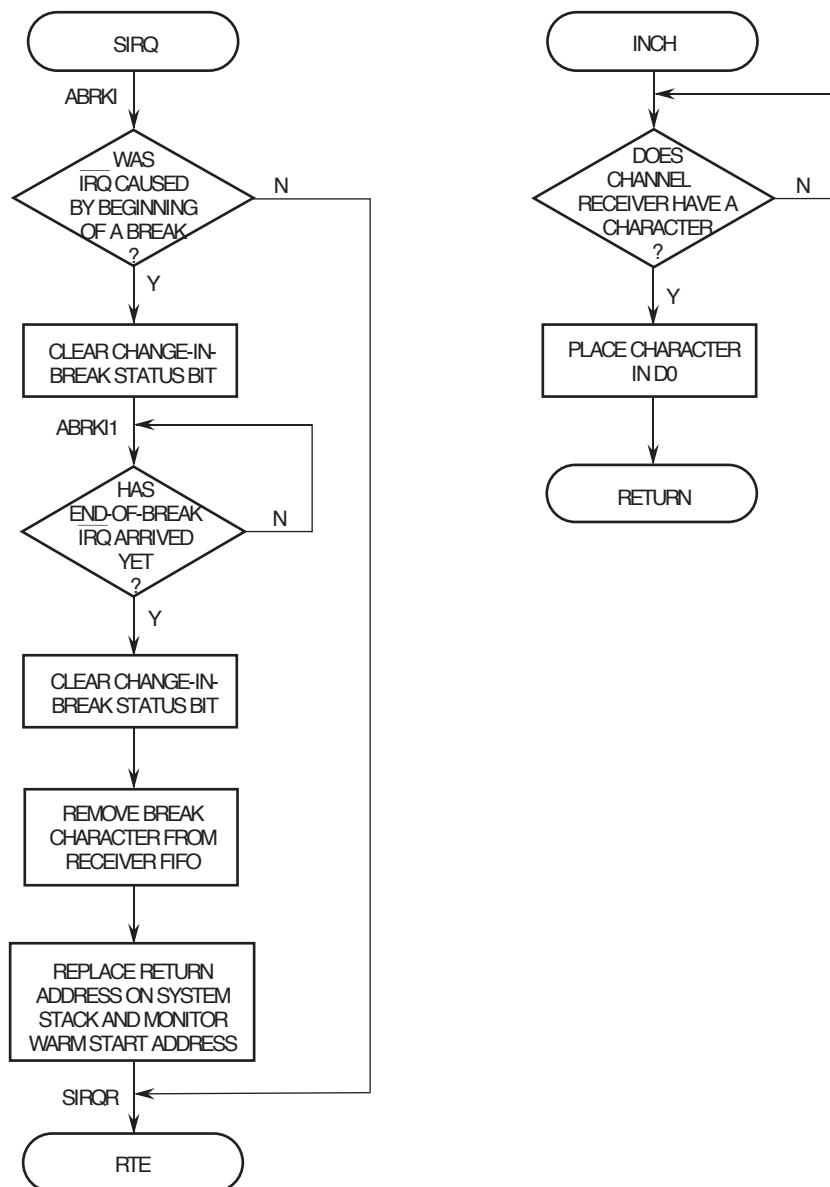 SIRQ
ABRKI
WAS
IRQ CAUSED
BY BEGINNING
OF A BREAK
?
N
Y
CLEAR CHANGE-IN-
BREAK STATUS BIT
ABRKI1
HAS
END-OF-BREAK
IRQ ARRIVED
YET
?
N
Y
CLEAR CHANGE-IN-
BREAK STATUS BIT
REMOVE BREAK
CHARACTER FROM
RECEIVER FIFO
REPLACE RETURN
ADDRESS ON SYSTEM
STACK AND MONITOR
WARM START ADDRESS
SIRQR
RTE
INCH
DOES
CHANNEL
RECEIVER HAVE A
CHARACTER
?
N
Y
PLACE CHARACTER
IN D0
RETURN